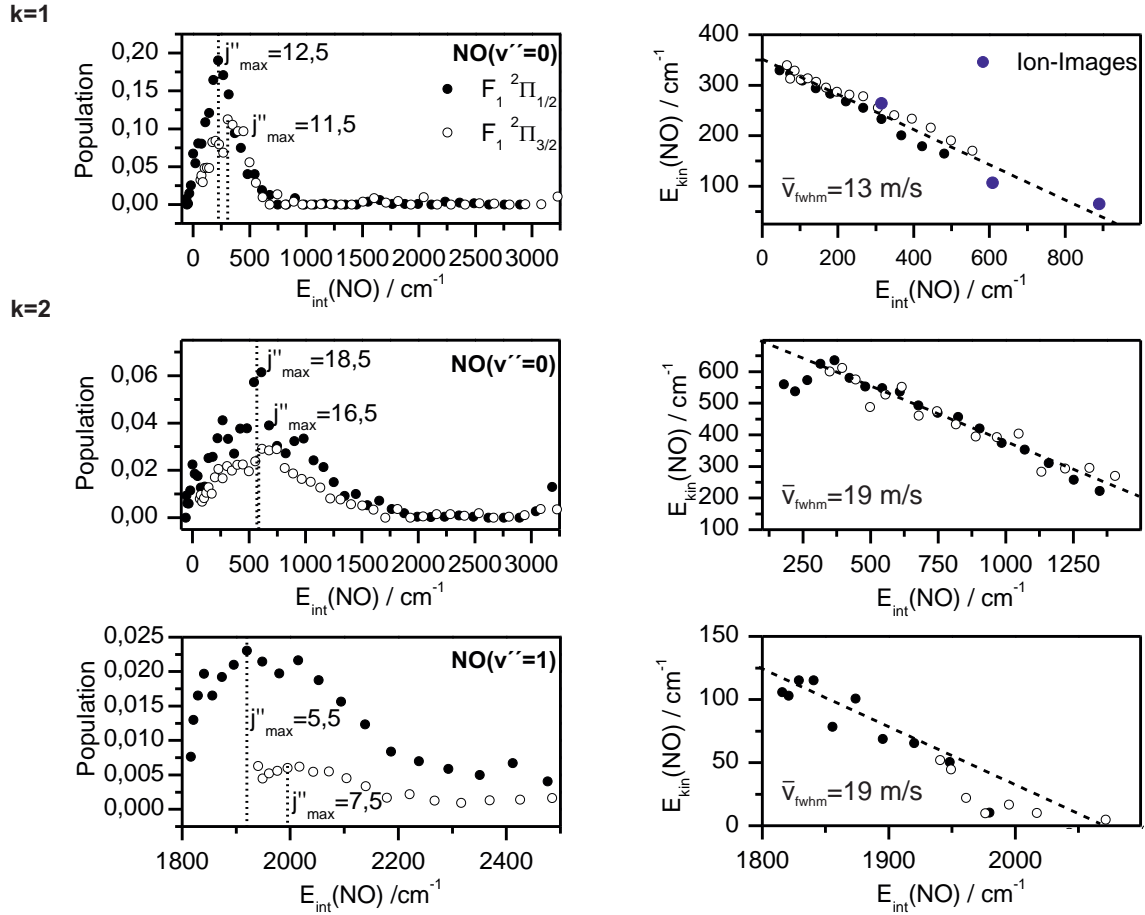 k=1
0,20
0,15
0,10
0,05
0,00
Population
j''max=12,5
j''max=11,5
NO(v´´=0)
F1 ²Π1/2
F1 ²Π3/2
0 500 1000 1500 2000 2500 3000
Eint(NO) / cm-1
400
300
200
100
Ekin(NO) / cm-1
Ion-Images
v̅fwhm=13 m/s
0 200 400 600 800
Eint(NO) / cm-1
k=2
0,06
0,04
0,02
0,00
Population
j''max=18,5
j''max=16,5
NO(v´´=0)
0 500 1000 1500 2000 2500 3000
Eint(NO) / cm-1
600
500
400
300
200
100
Ekin(NO) / cm-1
v̅fwhm=19 m/s
250 500 750 1000 1250
Eint(NO) / cm-1
0,025
0,020
0,015
0,010
0,005
0,000
Population
NO(v´´=1)
j''max=5,5
j''max=7,5
1800 2000 2200 2400
Eint(NO) /cm-1
150
100
50
0
Ekin(NO) / cm-1
v̅fwhm=19 m/s
1800 1900 2000
Eint(NO) / cm-1